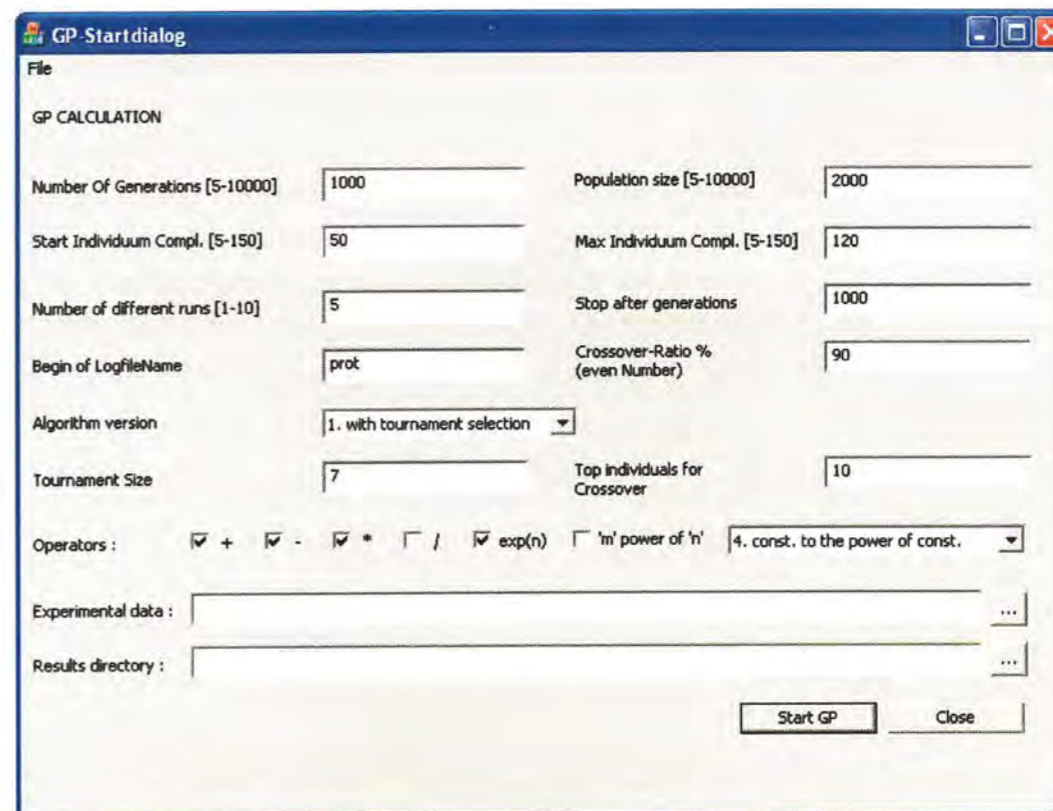 GP-Startdialog
File
GP CALCULATION
Number Of Generations [5-10000] 1000 Population size [5-10000] 2000
Start Individuum Compl. [5-150] 50 Max Individuum Compl. [5-150] 120
Number of different runs [1-10] 5 Stop after generations 1000
Begin of LogfileName prot Crossover-Ratio % (even Number) 90
Algorithm version 1. with tournament selection
Tournament Size 7 Top individuals for Crossover 10
Operators : + - * / exp(n) 'm' power of 'n' 4. const. to the power of const.
Experimental data : ...
Results directory : ...
Start GP Close